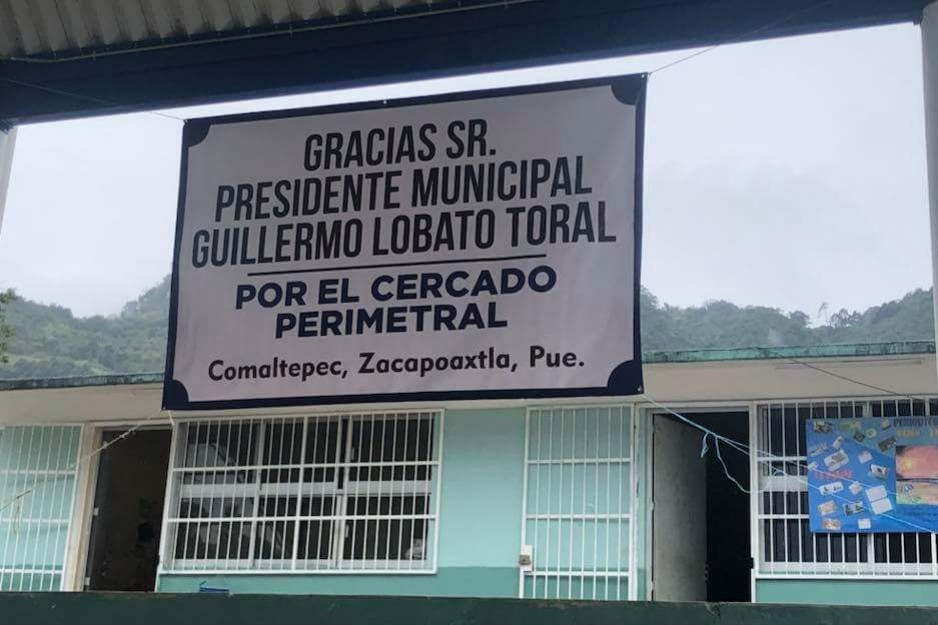 GRACIAS SR.
PRESIDENTE MUNICIPAL
GUILLERMO LOBATO TORAL
POR EL CERCADO
PERIMETRAL
Comaltepec, Zacapoaxtla, Pue.